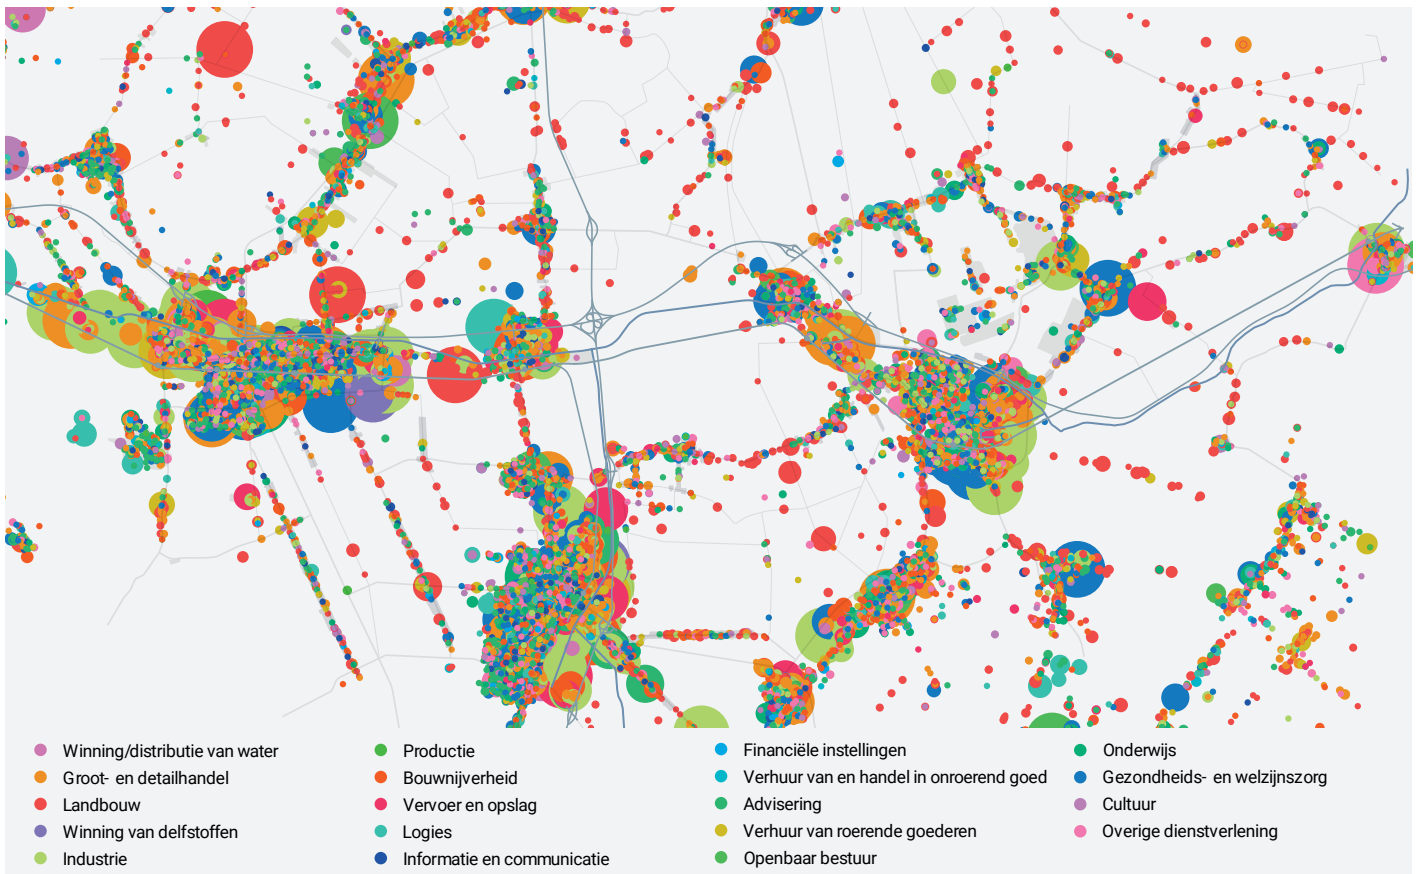 Winning/distributie van water
Groot- en detailhandel
Landbouw
Winning van delfstoffen
Industrie
Productie
Bouwnijverheid
Vervoer en opslag
Logies
Informatie en communicatie
Financiële instellingen
Verhuur van en handel in onroerend goed
Advisering
Verhuur van roerende goederen
Openbaar bestuur
Onderwijs
Gezondheids- en welzijnszorg
Cultuur
Overige dienstverlening